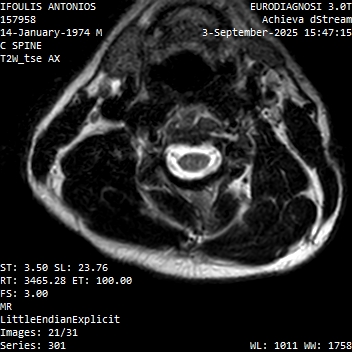 IFOULIS ANTONIOS
157958
14-January-1974 M
C SPINE
T2W_tse AX
EURODIAGNOSI 3.0T
Achieva dStream
3-September-2025 15:47:15
ST: 3.50 SL: 23.76
RT: 3465.28 ET: 100.00
FS: 3.00
MR
LittleEndianExplicit
Images: 21/31
Series: 301
WL: 1011 WW: 1758